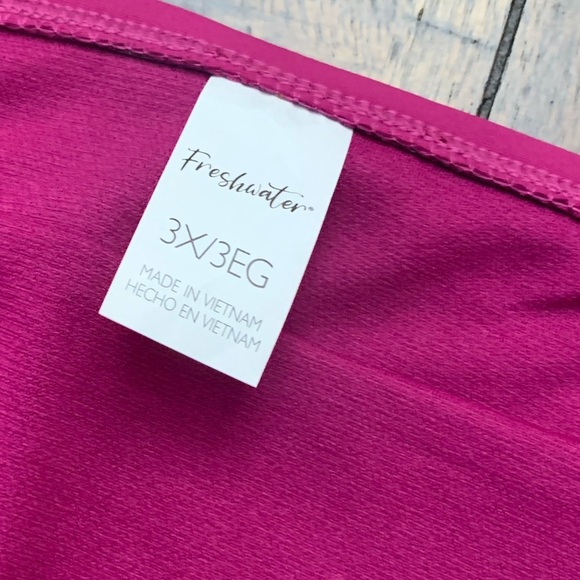 Freshwater®
3X/3EG
MADE IN VIETNAM
HECHO EN VIETNAM